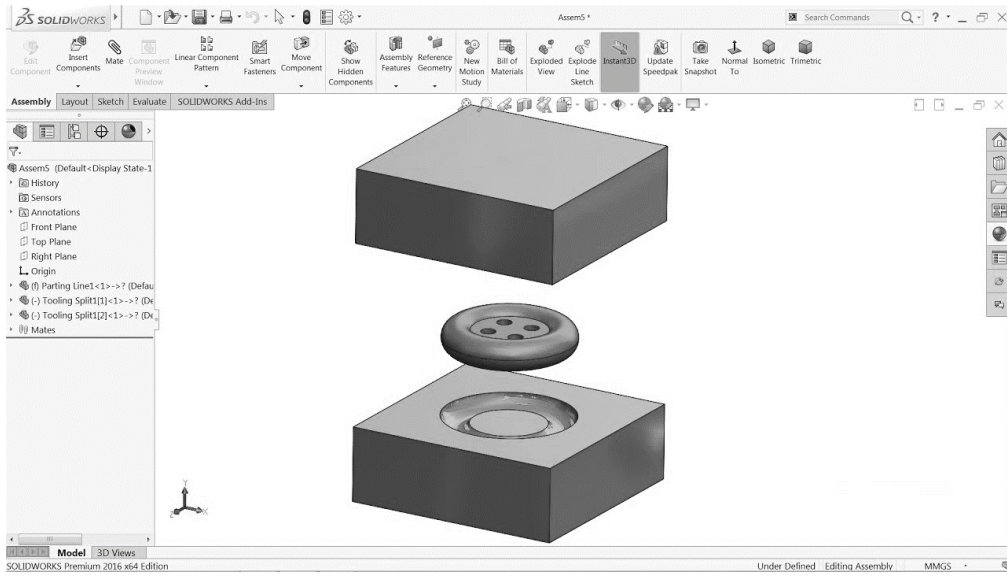 SOLIDWORKS
Assem5 *
Search Commands
Edit Component
Insert Components
Mate
Component Preview Window
Linear Component Pattern
Smart Fasteners
Move Component
Show Hidden Components
Assembly Features
Reference Geometry
New Motion Study
Bill of Materials
Exploded View
Explode Line Sketch
Instant3D
Update Speedpak
Take Snapshot
Normal To
Isometric
Trimetric
Assembly Layout Sketch Evaluate SOLIDWORKS Add-Ins
Assem5 (Default<Display State-1
History
Sensors
Annotations
Front Plane
Top Plane
Right Plane
Origin
(f) Parting Line1<1>->? (Defau
(-) Tooling Split1[1]<1>->? (De
(-) Tooling Split1[2]<1>->? (De
Mates
Y
Z X
Model 3D Views
SOLIDWORKS Premium 2016 x64 Edition
Under Defined Editing Assembly MMGS